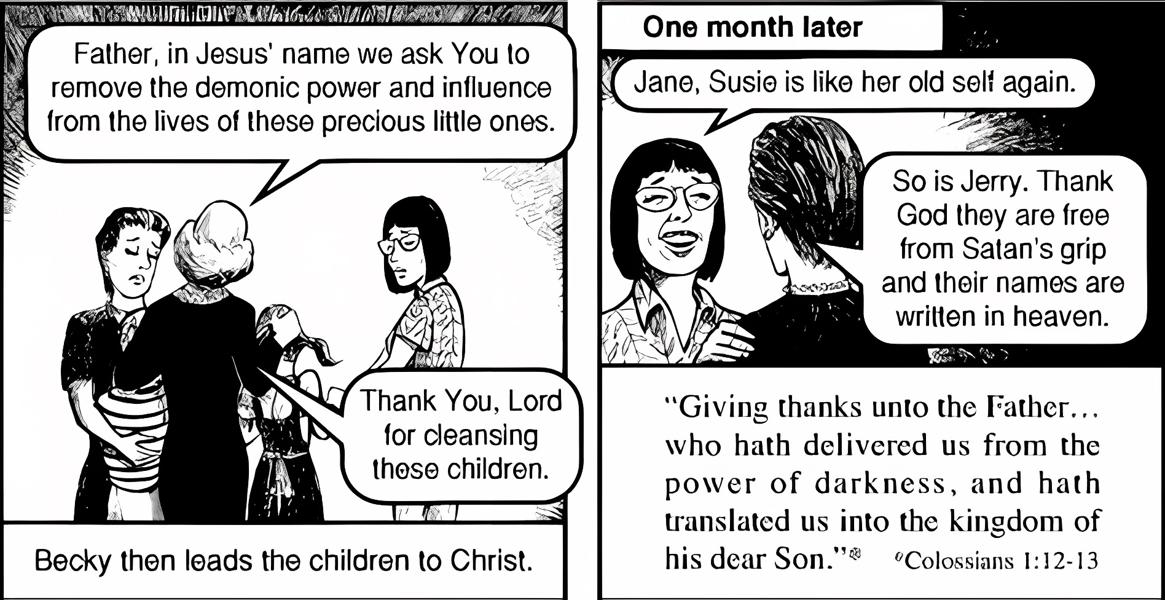 Father, in Jesus' name we ask You to
remove the demonic power and influence
from the lives of these precious little ones.
Thank You, Lord
for cleansing
these children.
Becky then leads the children to Christ.
One month later
Jane, Susie is like her old self again.
So is Jerry. Thank
God they are free
from Satan's grip
and their names are
written in heaven.
"Giving thanks unto the Father...
who hath delivered us from the
power of darkness, and hath
translated us into the kingdom of
his dear Son." Colossians 1:12-13